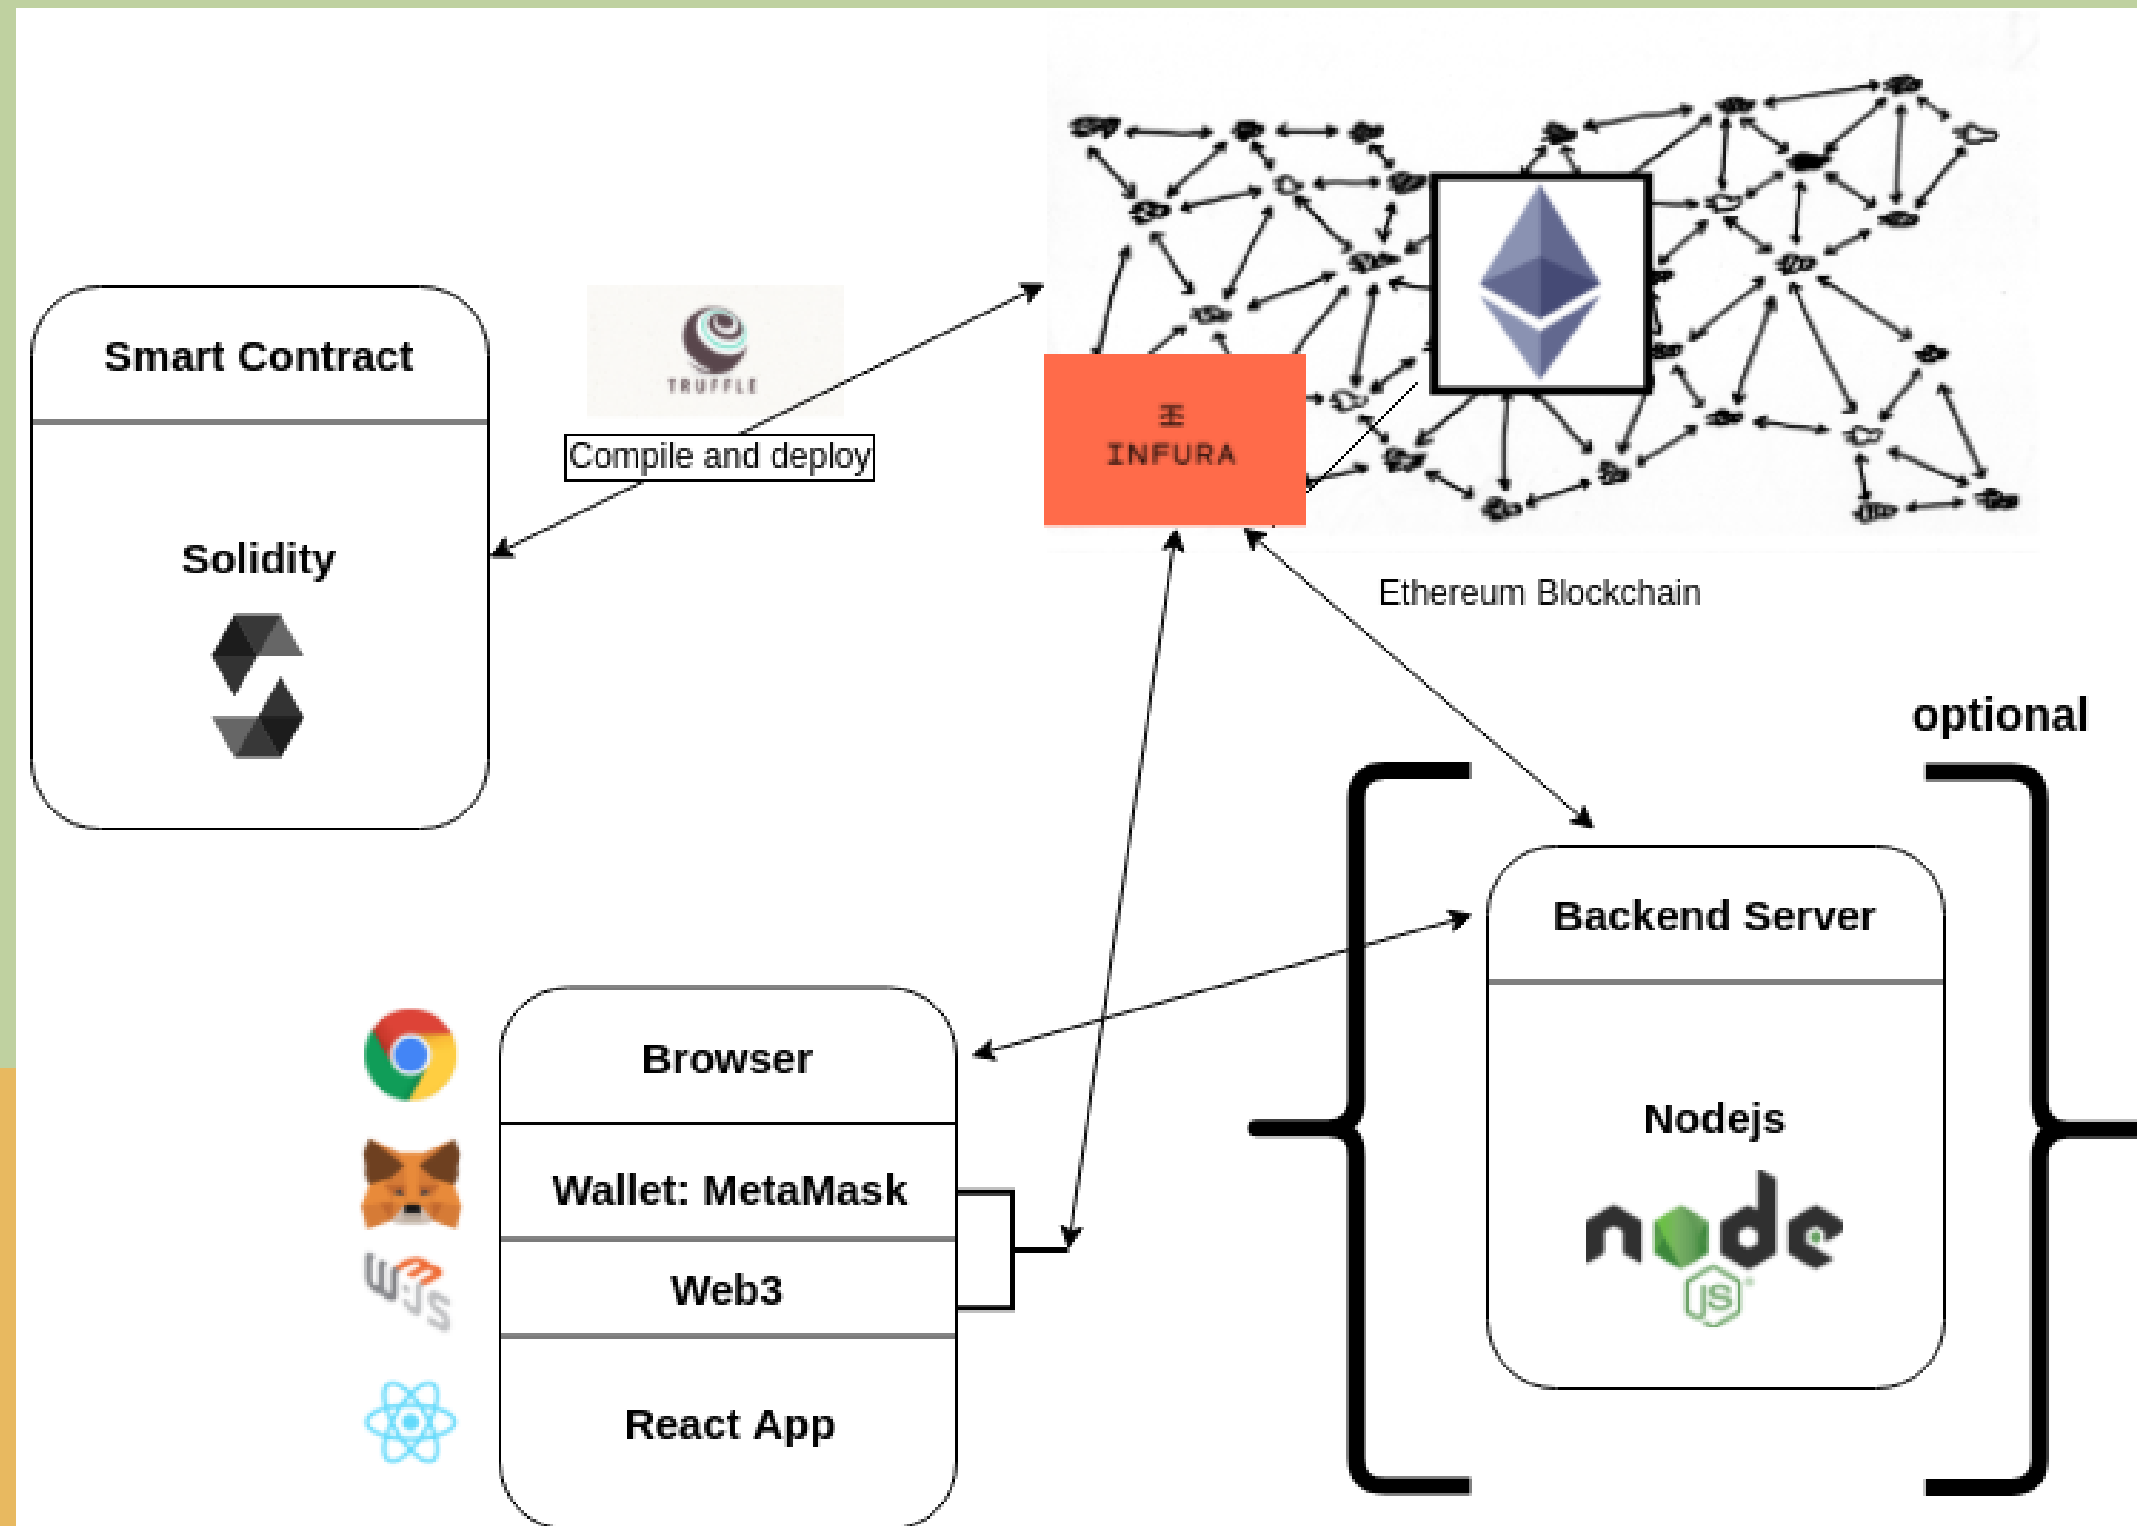 Smart Contract
Solidity
TRUFFLE
Compile and deploy
INFURA
Ethereum Blockchain
optional
Backend Server
Nodejs
node
JS
Browser
Wallet: MetaMask
W3JS
Web3
React App